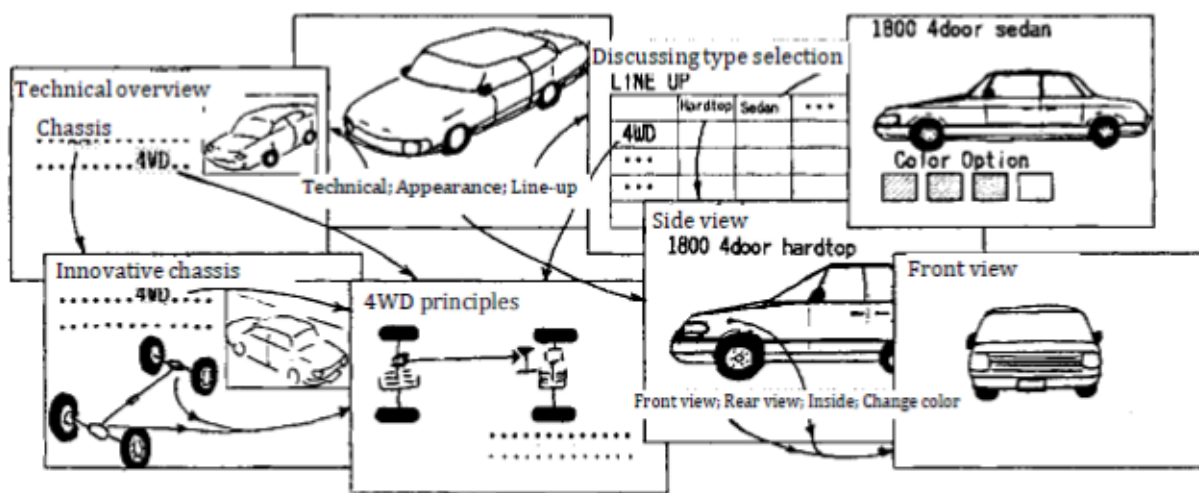 Technical overview
Chassis
4WD
Technical; Appearance; Line-up
Discussing type selection
LINE UP
Hardtop Sedan ...
4WD
...
...
1800 4door sedan
Color Option
Innovative chassis
4WD
4WD principles
Side view
1800 4door hardtop
Front view; Rear view; Inside; Change color
Front view